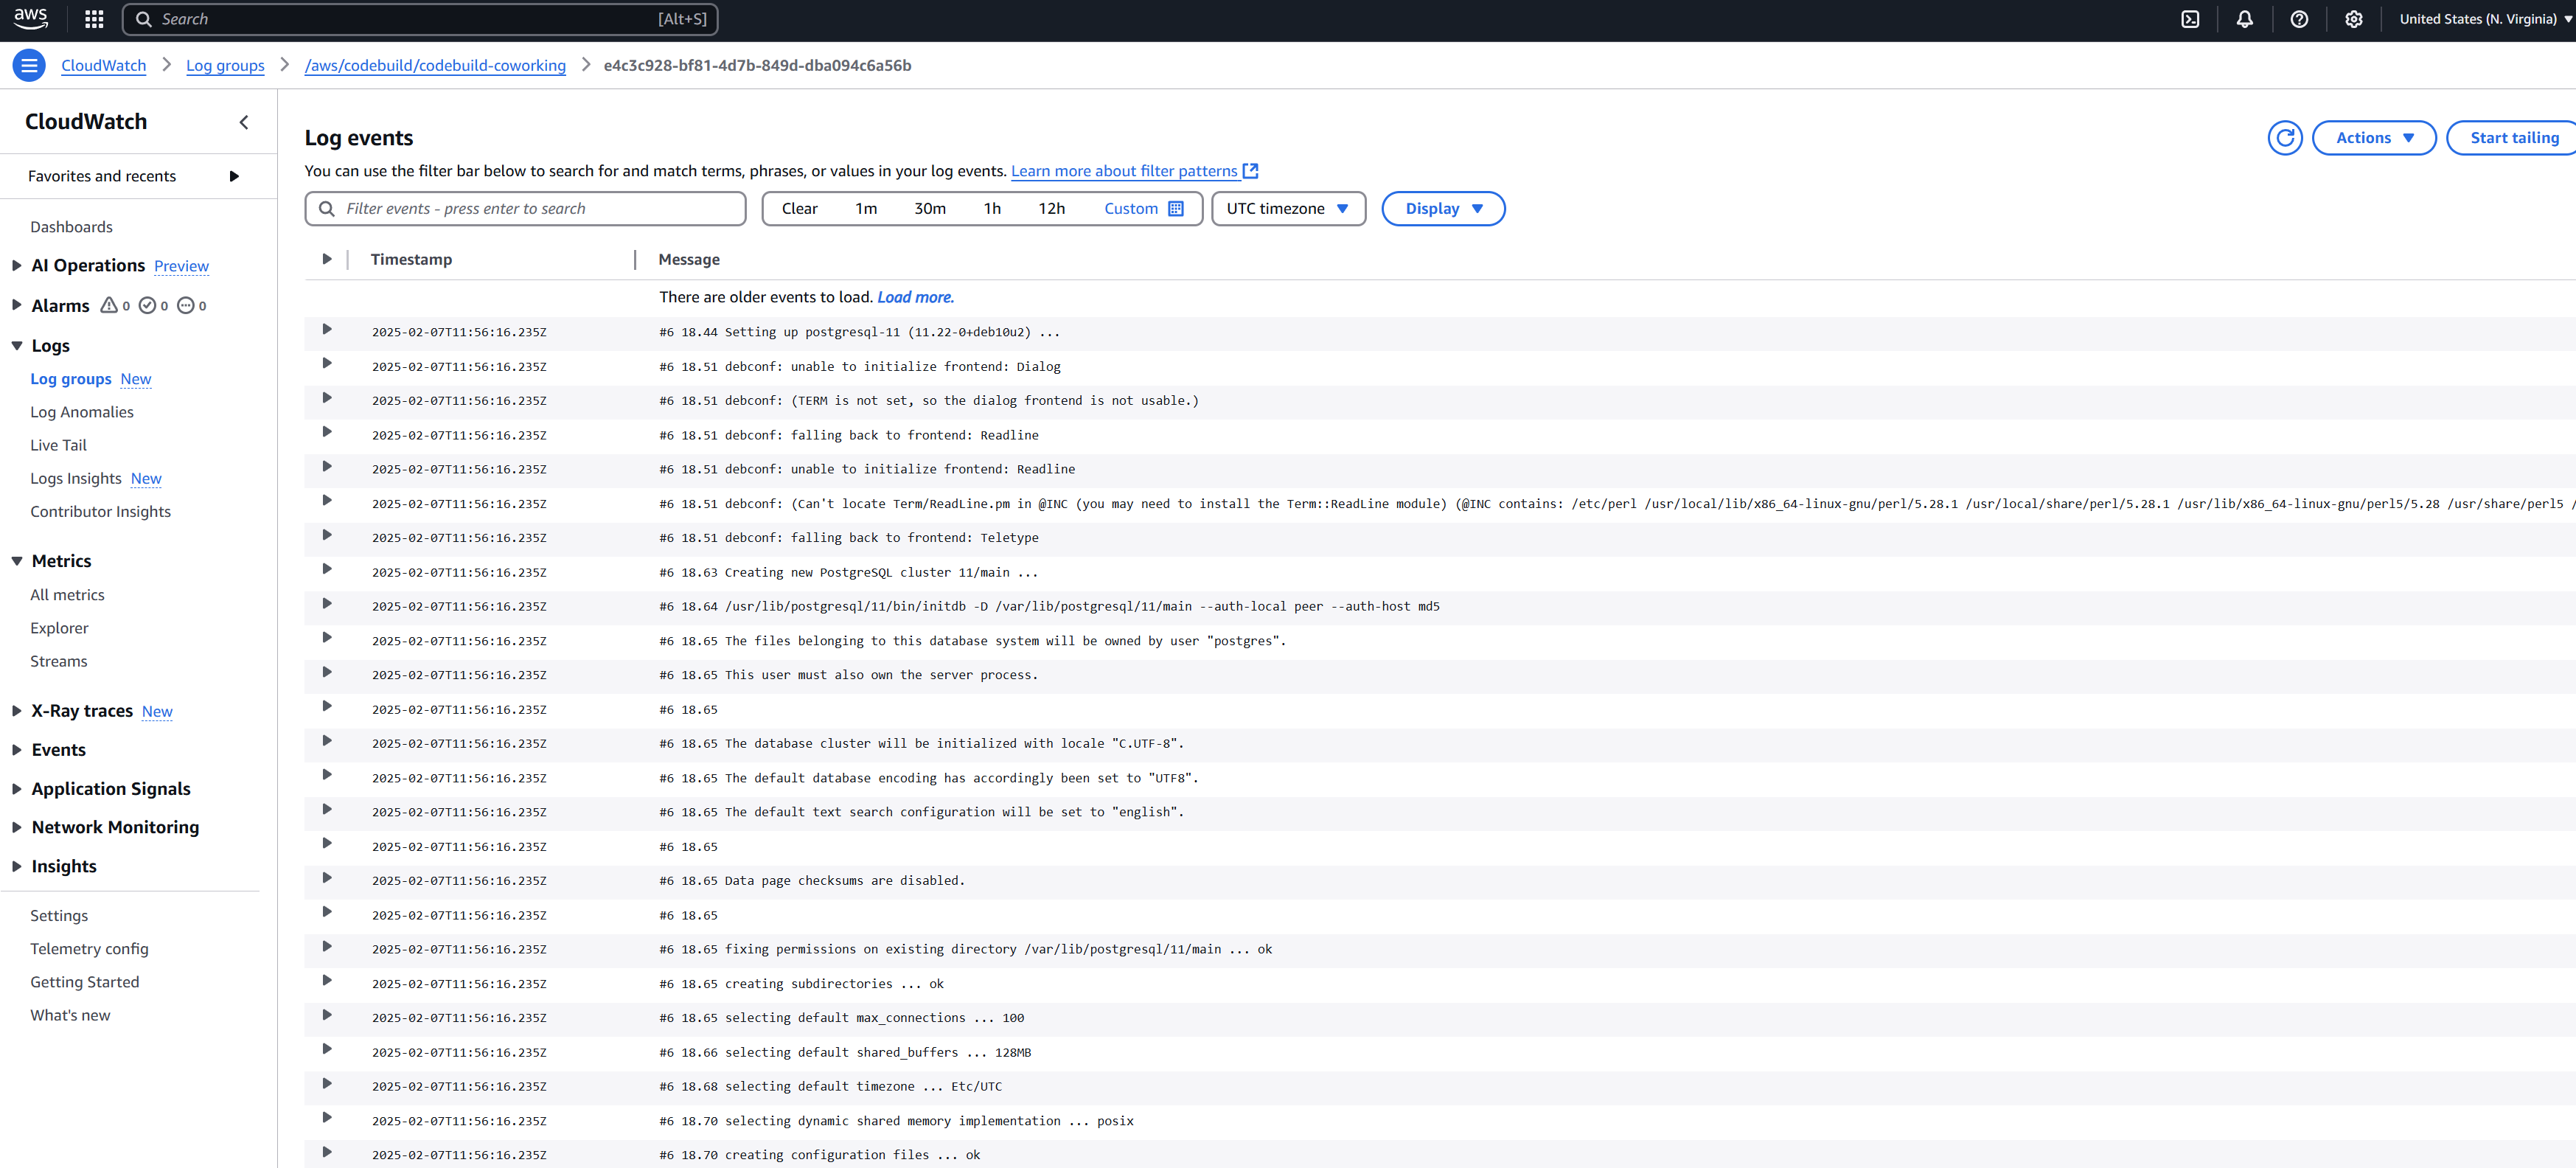 aws
Search [Alt+S] United States (N. Virginia)
CloudWatch Log groups /aws/codebuild/codebuild-coworking e4c3c928-bf81-4d7b-849d-dba094c6a56b
CloudWatch
Favorites and recents
Dashboards
AI Operations Preview
Alarms 0 0 0
Logs
Log groups New
Log Anomalies
Live Tail
Logs Insights New
Contributor Insights
Metrics
All metrics
Explorer
Streams
X-Ray traces New
Events
Application Signals
Network Monitoring
Insights
Settings
Telemetry config
Getting Started
What's new
Log events
Actions Start tailing
You can use the filter bar below to search for and match terms, phrases, or values in your log events. Learn more about filter patterns
Filter events - press enter to search Clear 1m 30m 1h 12h Custom UTC timezone Display
Timestamp Message
There are older events to load. Load more.
2025-02-07T11:56:16.235Z #6 18.44 Setting up postgresql-11 (11.22-0+deb10u2) ...
2025-02-07T11:56:16.235Z #6 18.51 debconf: unable to initialize frontend: Dialog
2025-02-07T11:56:16.235Z #6 18.51 debconf: (TERM is not set, so the dialog frontend is not usable.)
2025-02-07T11:56:16.235Z #6 18.51 debconf: falling back to frontend: Readline
2025-02-07T11:56:16.235Z #6 18.51 debconf: unable to initialize frontend: Readline
2025-02-07T11:56:16.235Z #6 18.51 debconf: (Can't locate Term/ReadLine.pm in @INC (you may need to install the Term::ReadLine module) (@INC contains: /etc/perl /usr/local/lib/x86_64-linux-gnu/perl/5.28.1 /usr/local/share/perl/5.28.1 /usr/lib/x86_64-linux-gnu/perl5/5.28 /usr/share/perl5 /
2025-02-07T11:56:16.235Z #6 18.51 debconf: falling back to frontend: Teletype
2025-02-07T11:56:16.235Z #6 18.63 Creating new PostgreSQL cluster 11/main ...
2025-02-07T11:56:16.235Z #6 18.64 /usr/lib/postgresql/11/bin/initdb -D /var/lib/postgresql/11/main --auth-local peer --auth-host md5
2025-02-07T11:56:16.235Z #6 18.65 The files belonging to this database system will be owned by user "postgres".
2025-02-07T11:56:16.235Z #6 18.65 This user must also own the server process.
2025-02-07T11:56:16.235Z #6 18.65
2025-02-07T11:56:16.235Z #6 18.65 The database cluster will be initialized with locale "C.UTF-8".
2025-02-07T11:56:16.235Z #6 18.65 The default database encoding has accordingly been set to "UTF8".
2025-02-07T11:56:16.235Z #6 18.65 The default text search configuration will be set to "english".
2025-02-07T11:56:16.235Z #6 18.65
2025-02-07T11:56:16.235Z #6 18.65 Data page checksums are disabled.
2025-02-07T11:56:16.235Z #6 18.65
2025-02-07T11:56:16.235Z #6 18.65 fixing permissions on existing directory /var/lib/postgresql/11/main ... ok
2025-02-07T11:56:16.235Z #6 18.65 creating subdirectories ... ok
2025-02-07T11:56:16.235Z #6 18.65 selecting default max_connections ... 100
2025-02-07T11:56:16.235Z #6 18.66 selecting default shared_buffers ... 128MB
2025-02-07T11:56:16.235Z #6 18.68 selecting default timezone ... Etc/UTC
2025-02-07T11:56:16.235Z #6 18.70 selecting dynamic shared memory implementation ... posix
2025-02-07T11:56:16.235Z #6 18.70 creating configuration files ... ok